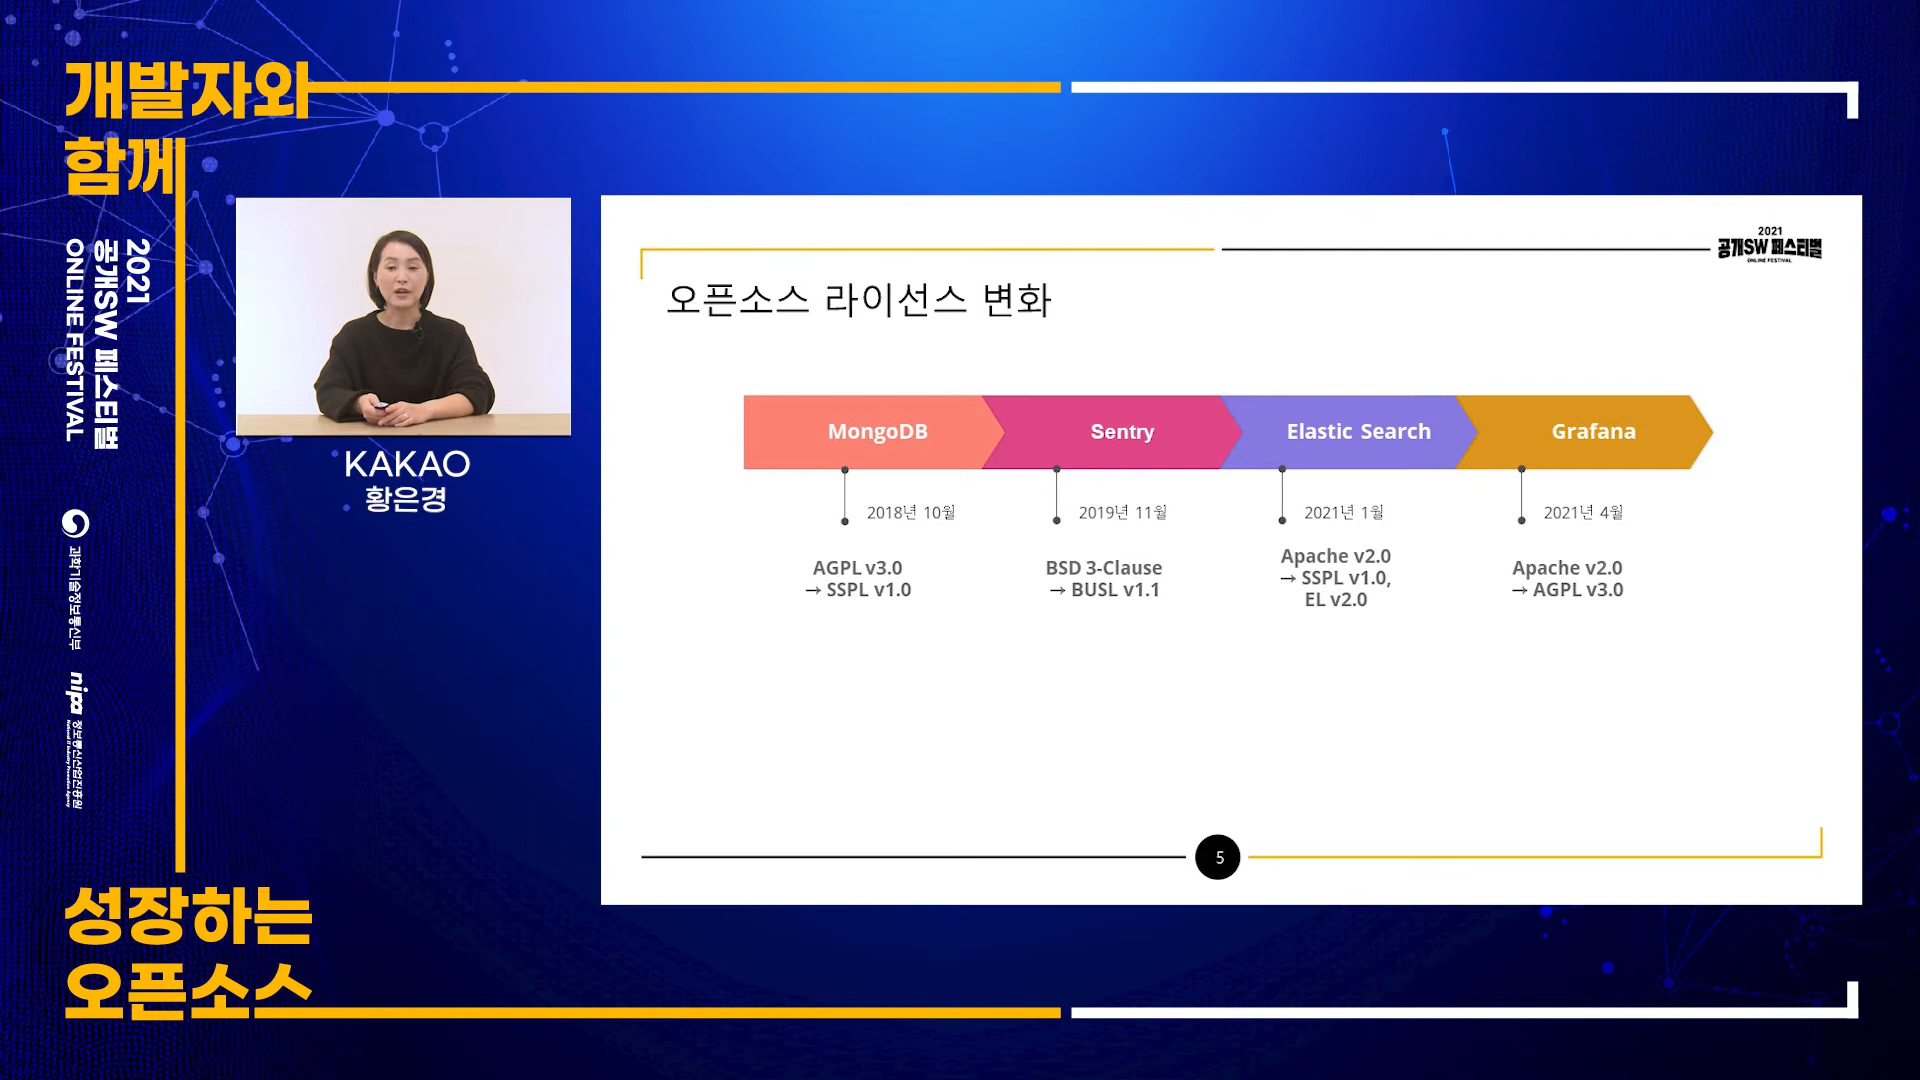 개발자와
함께
2021
공개SW 페스티벌
ONLINE FESTIVAL
과학기술정보통신부
nipa 정보통신산업진흥원
National IT Industry Promotion Agency
성장하는
오픈소스
KAKAO
황은경
2021
공개SW 페스티벌
ONLINE FESTIVAL
오픈소스 라이선스 변화
MongoDB
Sentry
Elastic Search
Grafana
2018년 10월
2019년 11월
2021년 1월
2021년 4월
AGPL v3.0
→ SSPL v1.0
BSD 3-Clause
→ BUSL v1.1
Apache v2.0
→ SSPL v1.0,
EL v2.0
Apache v2.0
→ AGPL v3.0
5